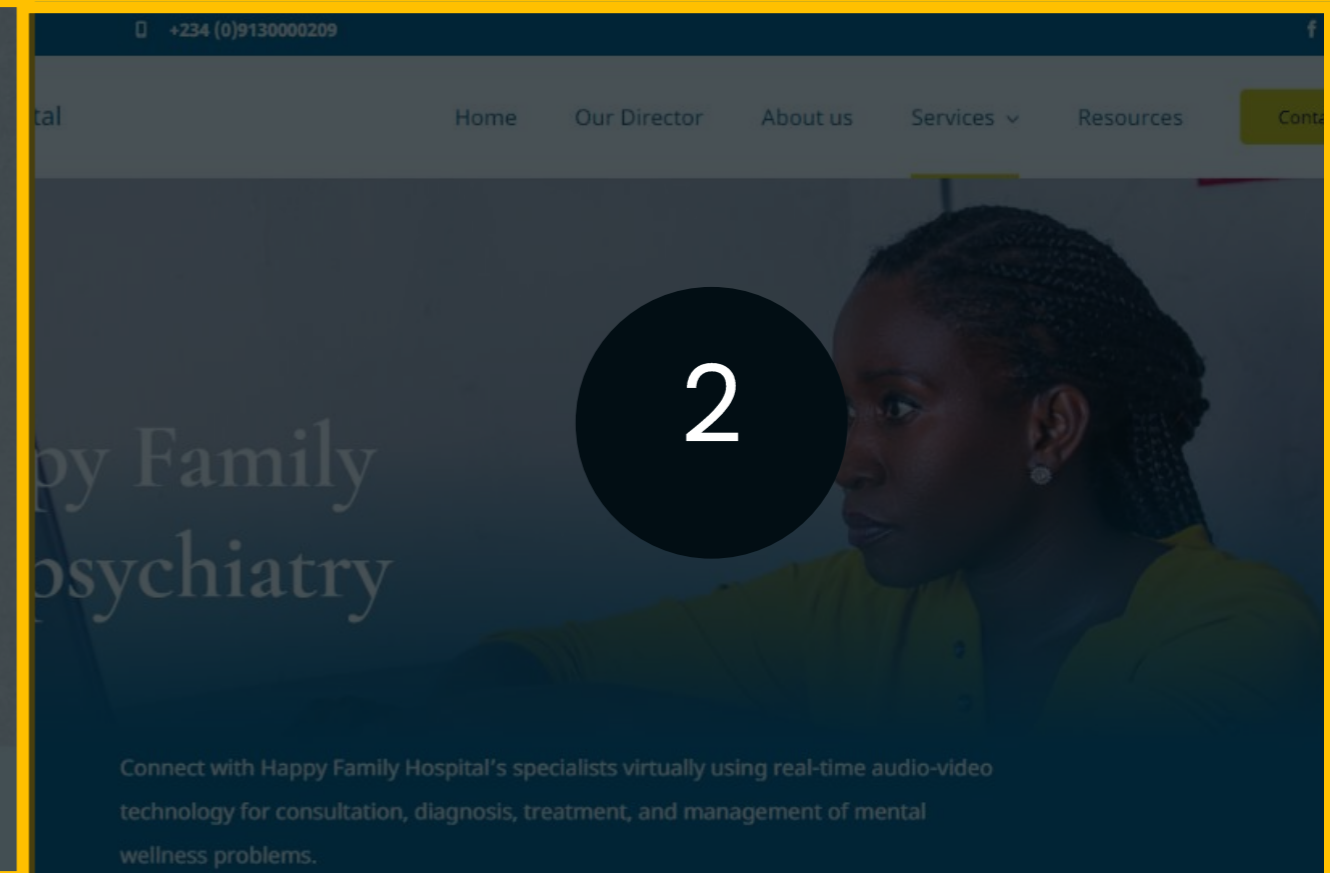 +234 (0)9130000209
tal
Home Our Director About us Services Resources Conta
2
py Family
psychiatry
Connect with Happy Family Hospital's specialists virtually using real-time audio-video
technology for consultation, diagnosis, treatment, and management of mental
wellness problems.